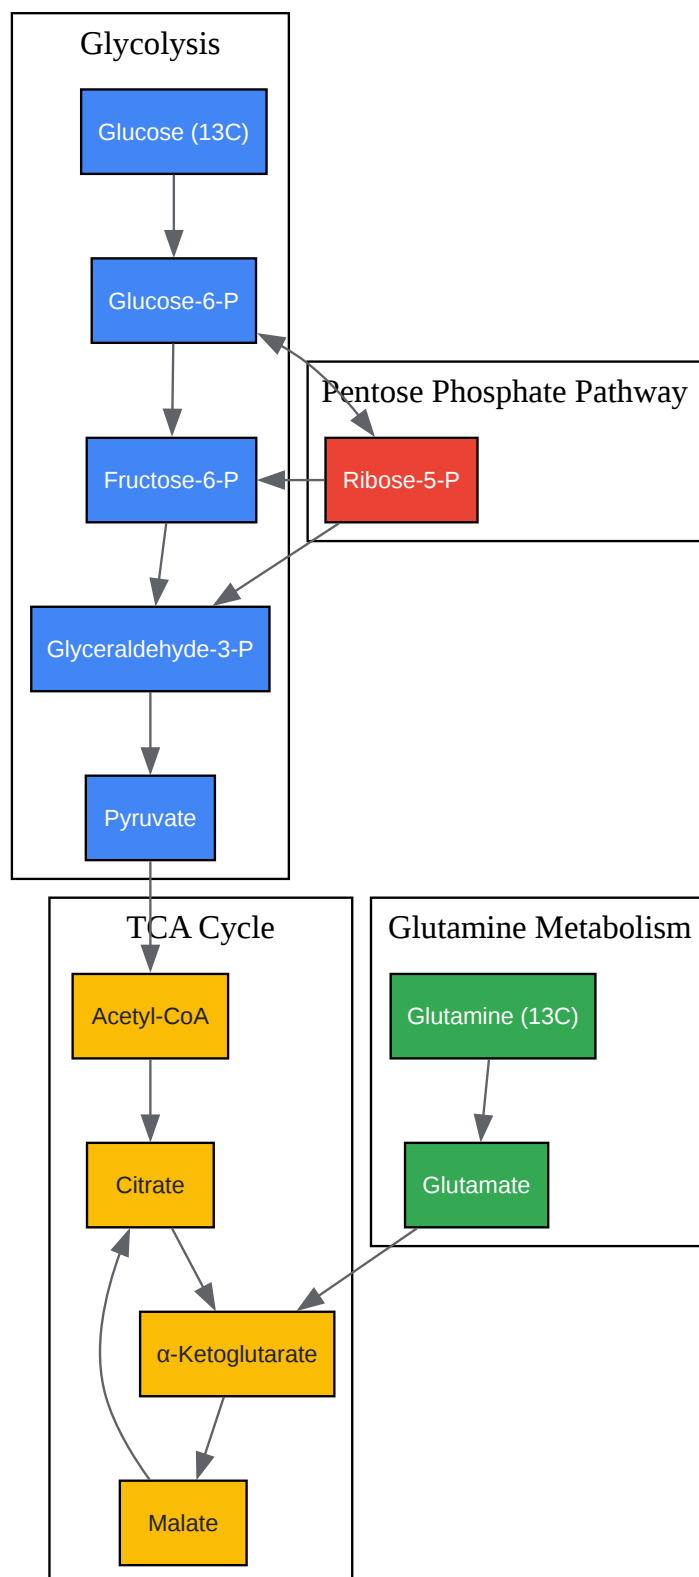 Glycolysis
Glucose (13C)
Glucose-6-P
Pentose Phosphate Pathway
Fructose-6-P
Ribose-5-P
Glyceraldehyde-3-P
Pyruvate
TCA Cycle
Glutamine Metabolism
Acetyl-CoA
Glutamine (13C)
Citrate
Glutamate
α-Ketoglutarate
Malate